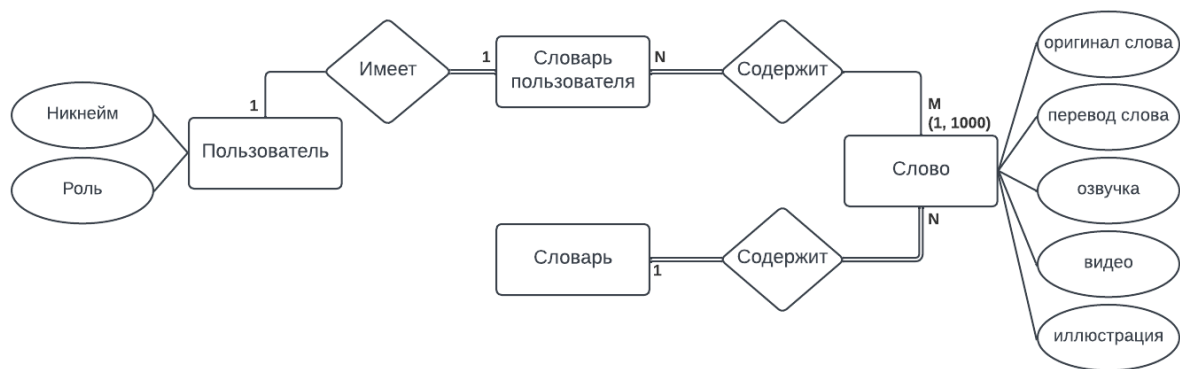 Никнейм
Роль
Пользователь
1
Имеет
1
Словарь
пользователя
N
Содержит
M
(1, 1000)
Слово
N
Словарь
1
Содержит
оригинал слова
перевод слова
озвучка
видео
иллюстрация